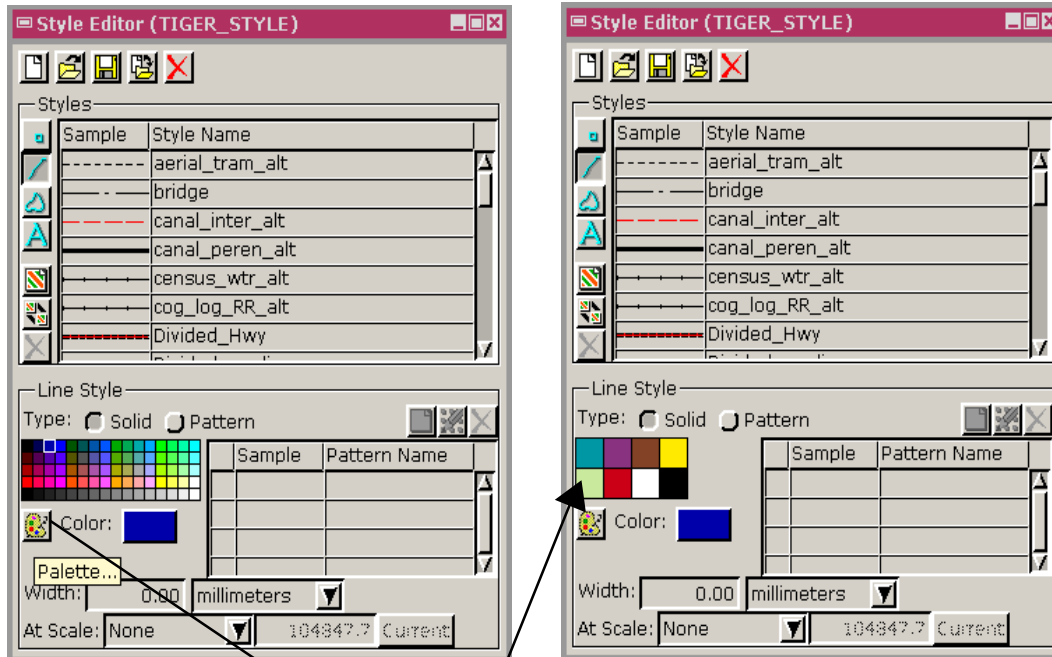 Style Editor (TIGER_STYLE)
Styles
Sample Style Name
aerial_tram_alt
bridge
canal_inter_alt
canal_peren_alt
census_wtr_alt
cog_log_RR_alt
Divided_Hwy
Line Style
Type: Solid Pattern
Sample Pattern Name
Color:
Palette...
Width: 0.00 millimeters
At Scale: None 104847.7 Current
Style Editor (TIGER_STYLE)
Styles
Sample Style Name
aerial_tram_alt
bridge
canal_inter_alt
canal_peren_alt
census_wtr_alt
cog_log_RR_alt
Divided_Hwy
Line Style
Type: Solid Pattern
Sample Pattern Name
Color:
Width: 0.00 millimeters
At Scale: None 104847.7 Current